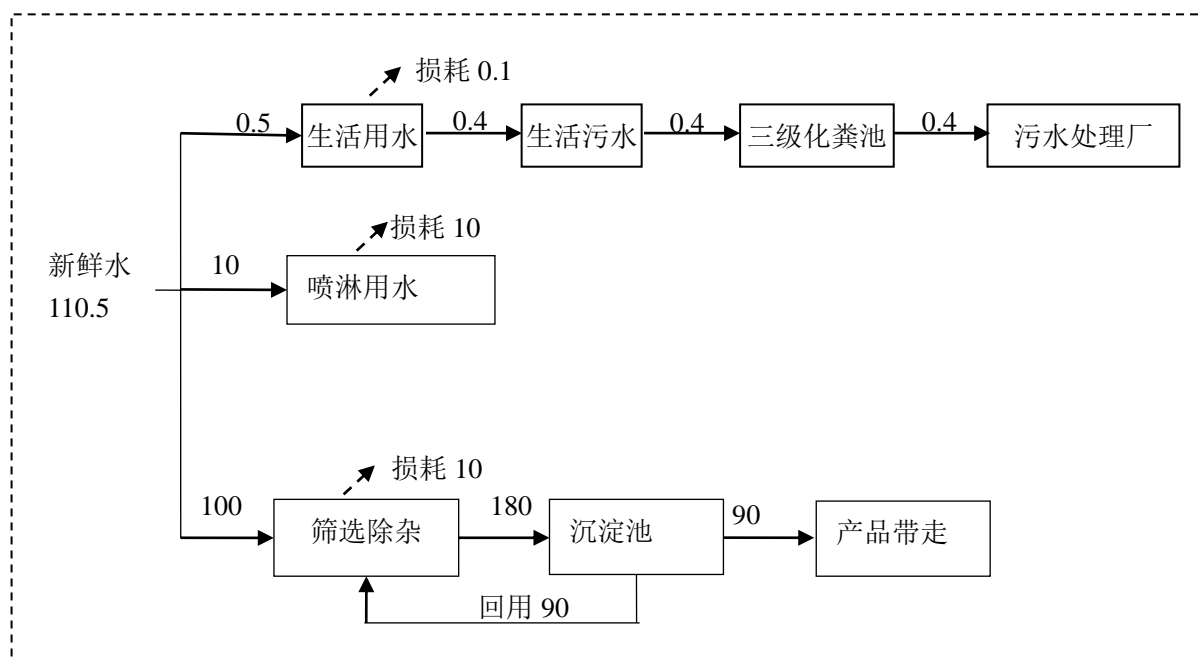 损耗 0.1
0.5
生活用水
0.4
生活污水
0.4
三级化粪池
0.4
污水处理厂
损耗 10
新鲜水
110.5
10
喷淋用水
损耗 10
100
筛选除杂
180
沉淀池
90
产品带走
回用 90